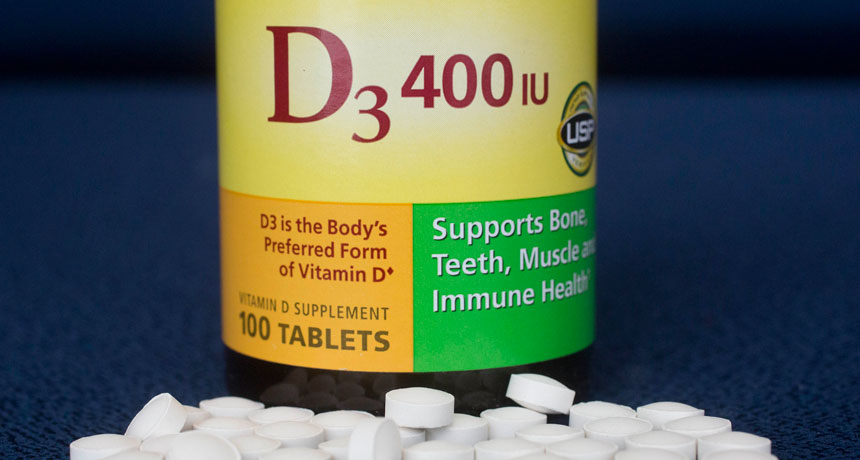 D3 400 IU
USP
D3 is the Body's
Preferred Form
of Vitamin D♦
VITAMIN D SUPPLEMENT
100 TABLETS
Supports Bone,
Teeth, Muscle and
Immune Health